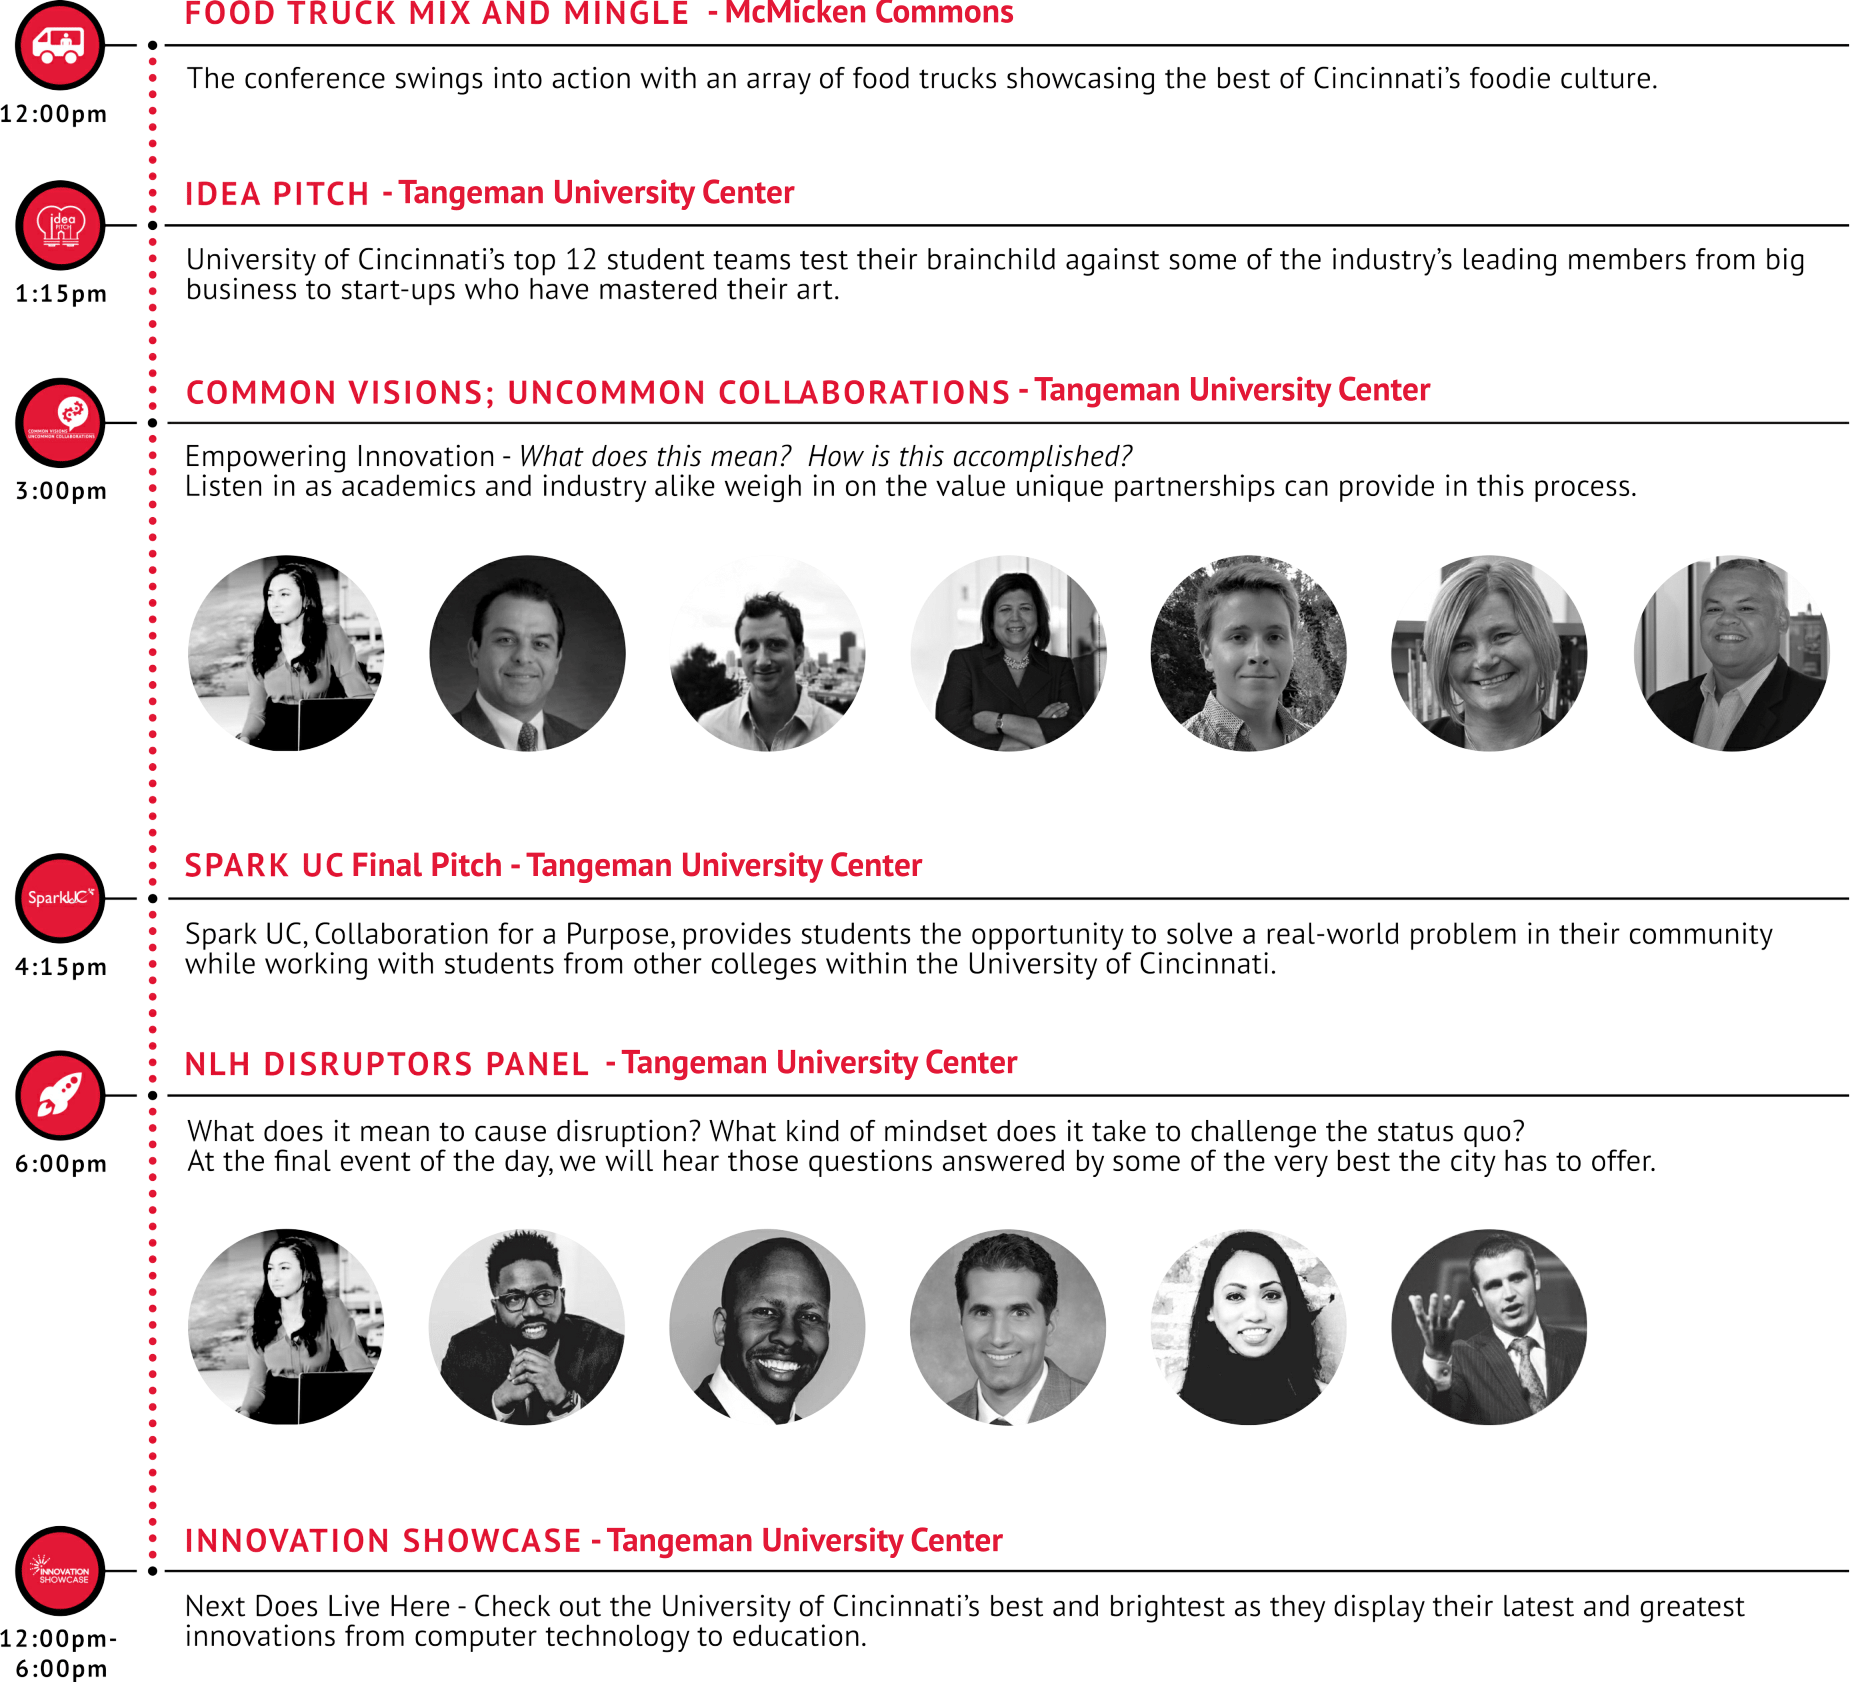 FOOD TRUCK MIX AND MINGLE - McMicken Commons
The conference swings into action with an array of food trucks showcasing the best of Cincinnati’s foodie culture.
12:00pm
IDEA PITCH - Tangeman University Center
idea
PITCH
University of Cincinnati’s top 12 student teams test their brainchild against some of the industry’s leading members from big
business to start-ups who have mastered their art.
1:15pm
COMMON VISIONS; UNCOMMON COLLABORATIONS - Tangeman University Center
COMMON VISIONS
UNCOMMON COLLABORATIONS
Empowering Innovation - What does this mean?  How is this accomplished?
Listen in as academics and industry alike weigh in on the value unique partnerships can provide in this process.
3:00pm
SPARK UC Final Pitch - Tangeman University Center
SparkUC
Spark UC, Collaboration for a Purpose, provides students the opportunity to solve a real-world problem in their community
while working with students from other colleges within the University of Cincinnati.
4:15pm
NLH DISRUPTORS PANEL - Tangeman University Center
What does it mean to cause disruption? What kind of mindset does it take to challenge the status quo?
At the final event of the day, we will hear those questions answered by some of the very best the city has to offer.
6:00pm
INNOVATION SHOWCASE - Tangeman University Center
INNOVATION
SHOWCASE
Next Does Live Here - Check out the University of Cincinnati’s best and brightest as they display their latest and greatest
innovations from computer technology to education.
12:00pm-
6:00pm